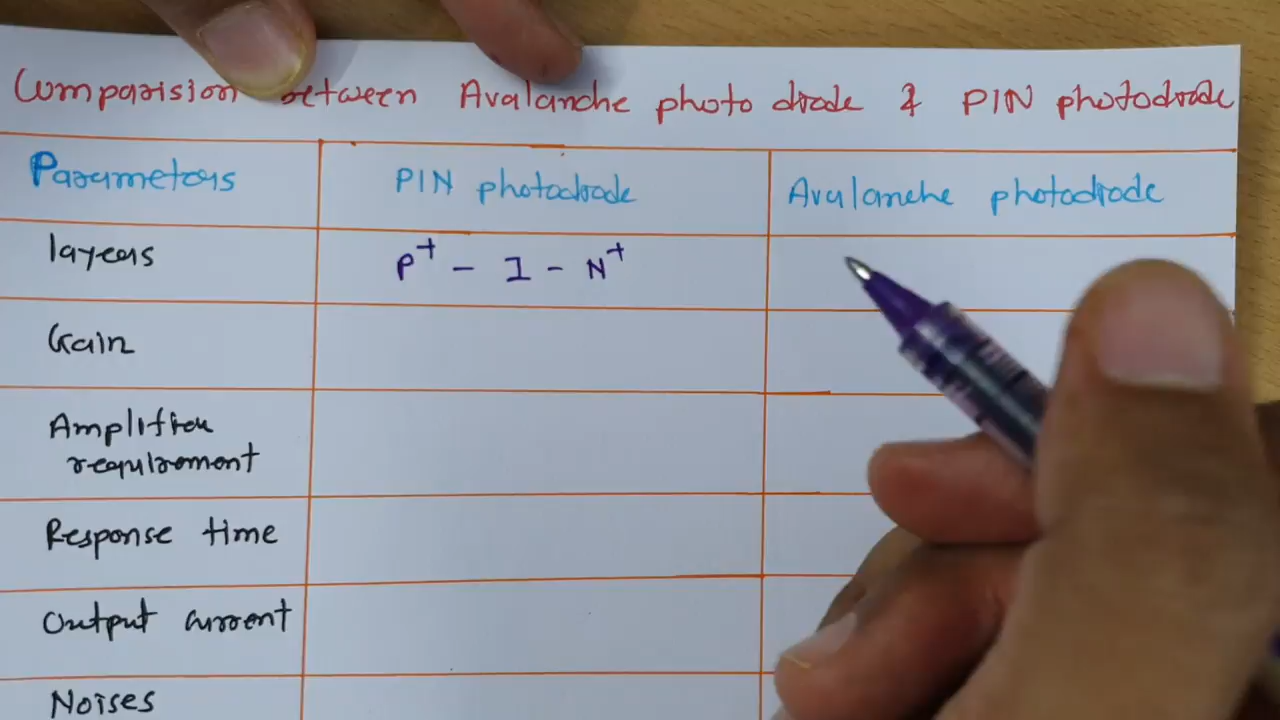 Comparision between Avalanche photo diode & PIN photodiode
Parameters PIN photodiode Avalanche photodiode
layers P+ - I - N+
Gain
Amplifier
requirement
Response time
Output current
Noises